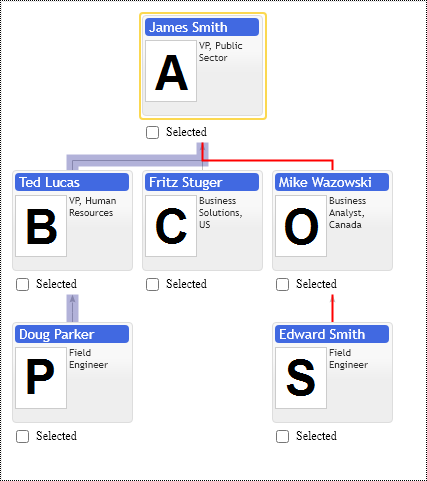 James Smith
A
VP, Public
Sector
Selected
Ted Lucas
B
VP, Human
Resources
Selected
Fritz Stuger
C
Business
Solutions,
US
Selected
Mike Wazowski
O
Business
Analyst,
Canada
Selected
Doug Parker
P
Field
Engineer
Selected
Edward Smith
S
Field
Engineer
Selected